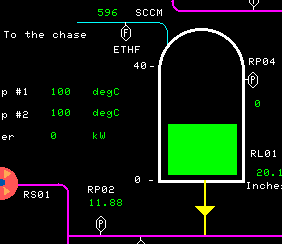 596 SCCM
To the chase
P
ETHF
40
RP04
P
p #1 100 degC
0
p #2 100 degC
er 0 kW
RL01
20.1
0
Inches
RS01
RP02
11.88
P